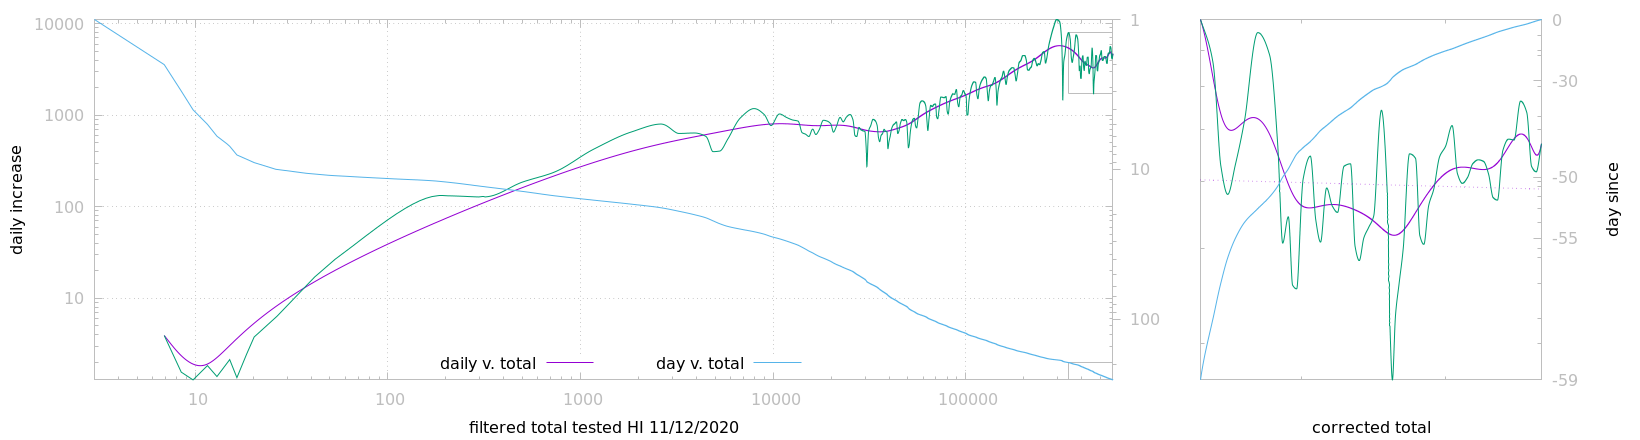 10000
1000
100
10
daily increase
10
100
1000
10000
100000
filtered total tested HI 11/12/2020
daily v. total
day v. total
1
10
100
0
-30
-50
-55
-59
day since
corrected total